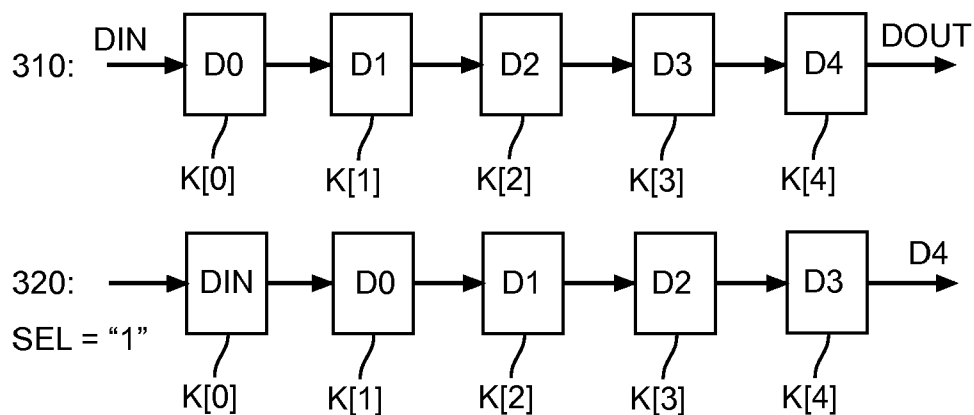 DIN DOUT
310: D0 D1 D2 D3 D4
K[0] K[1] K[2] K[3] K[4]
D4
320: DIN D0 D1 D2 D3
SEL = “1”
K[0] K[1] K[2] K[3] K[4]